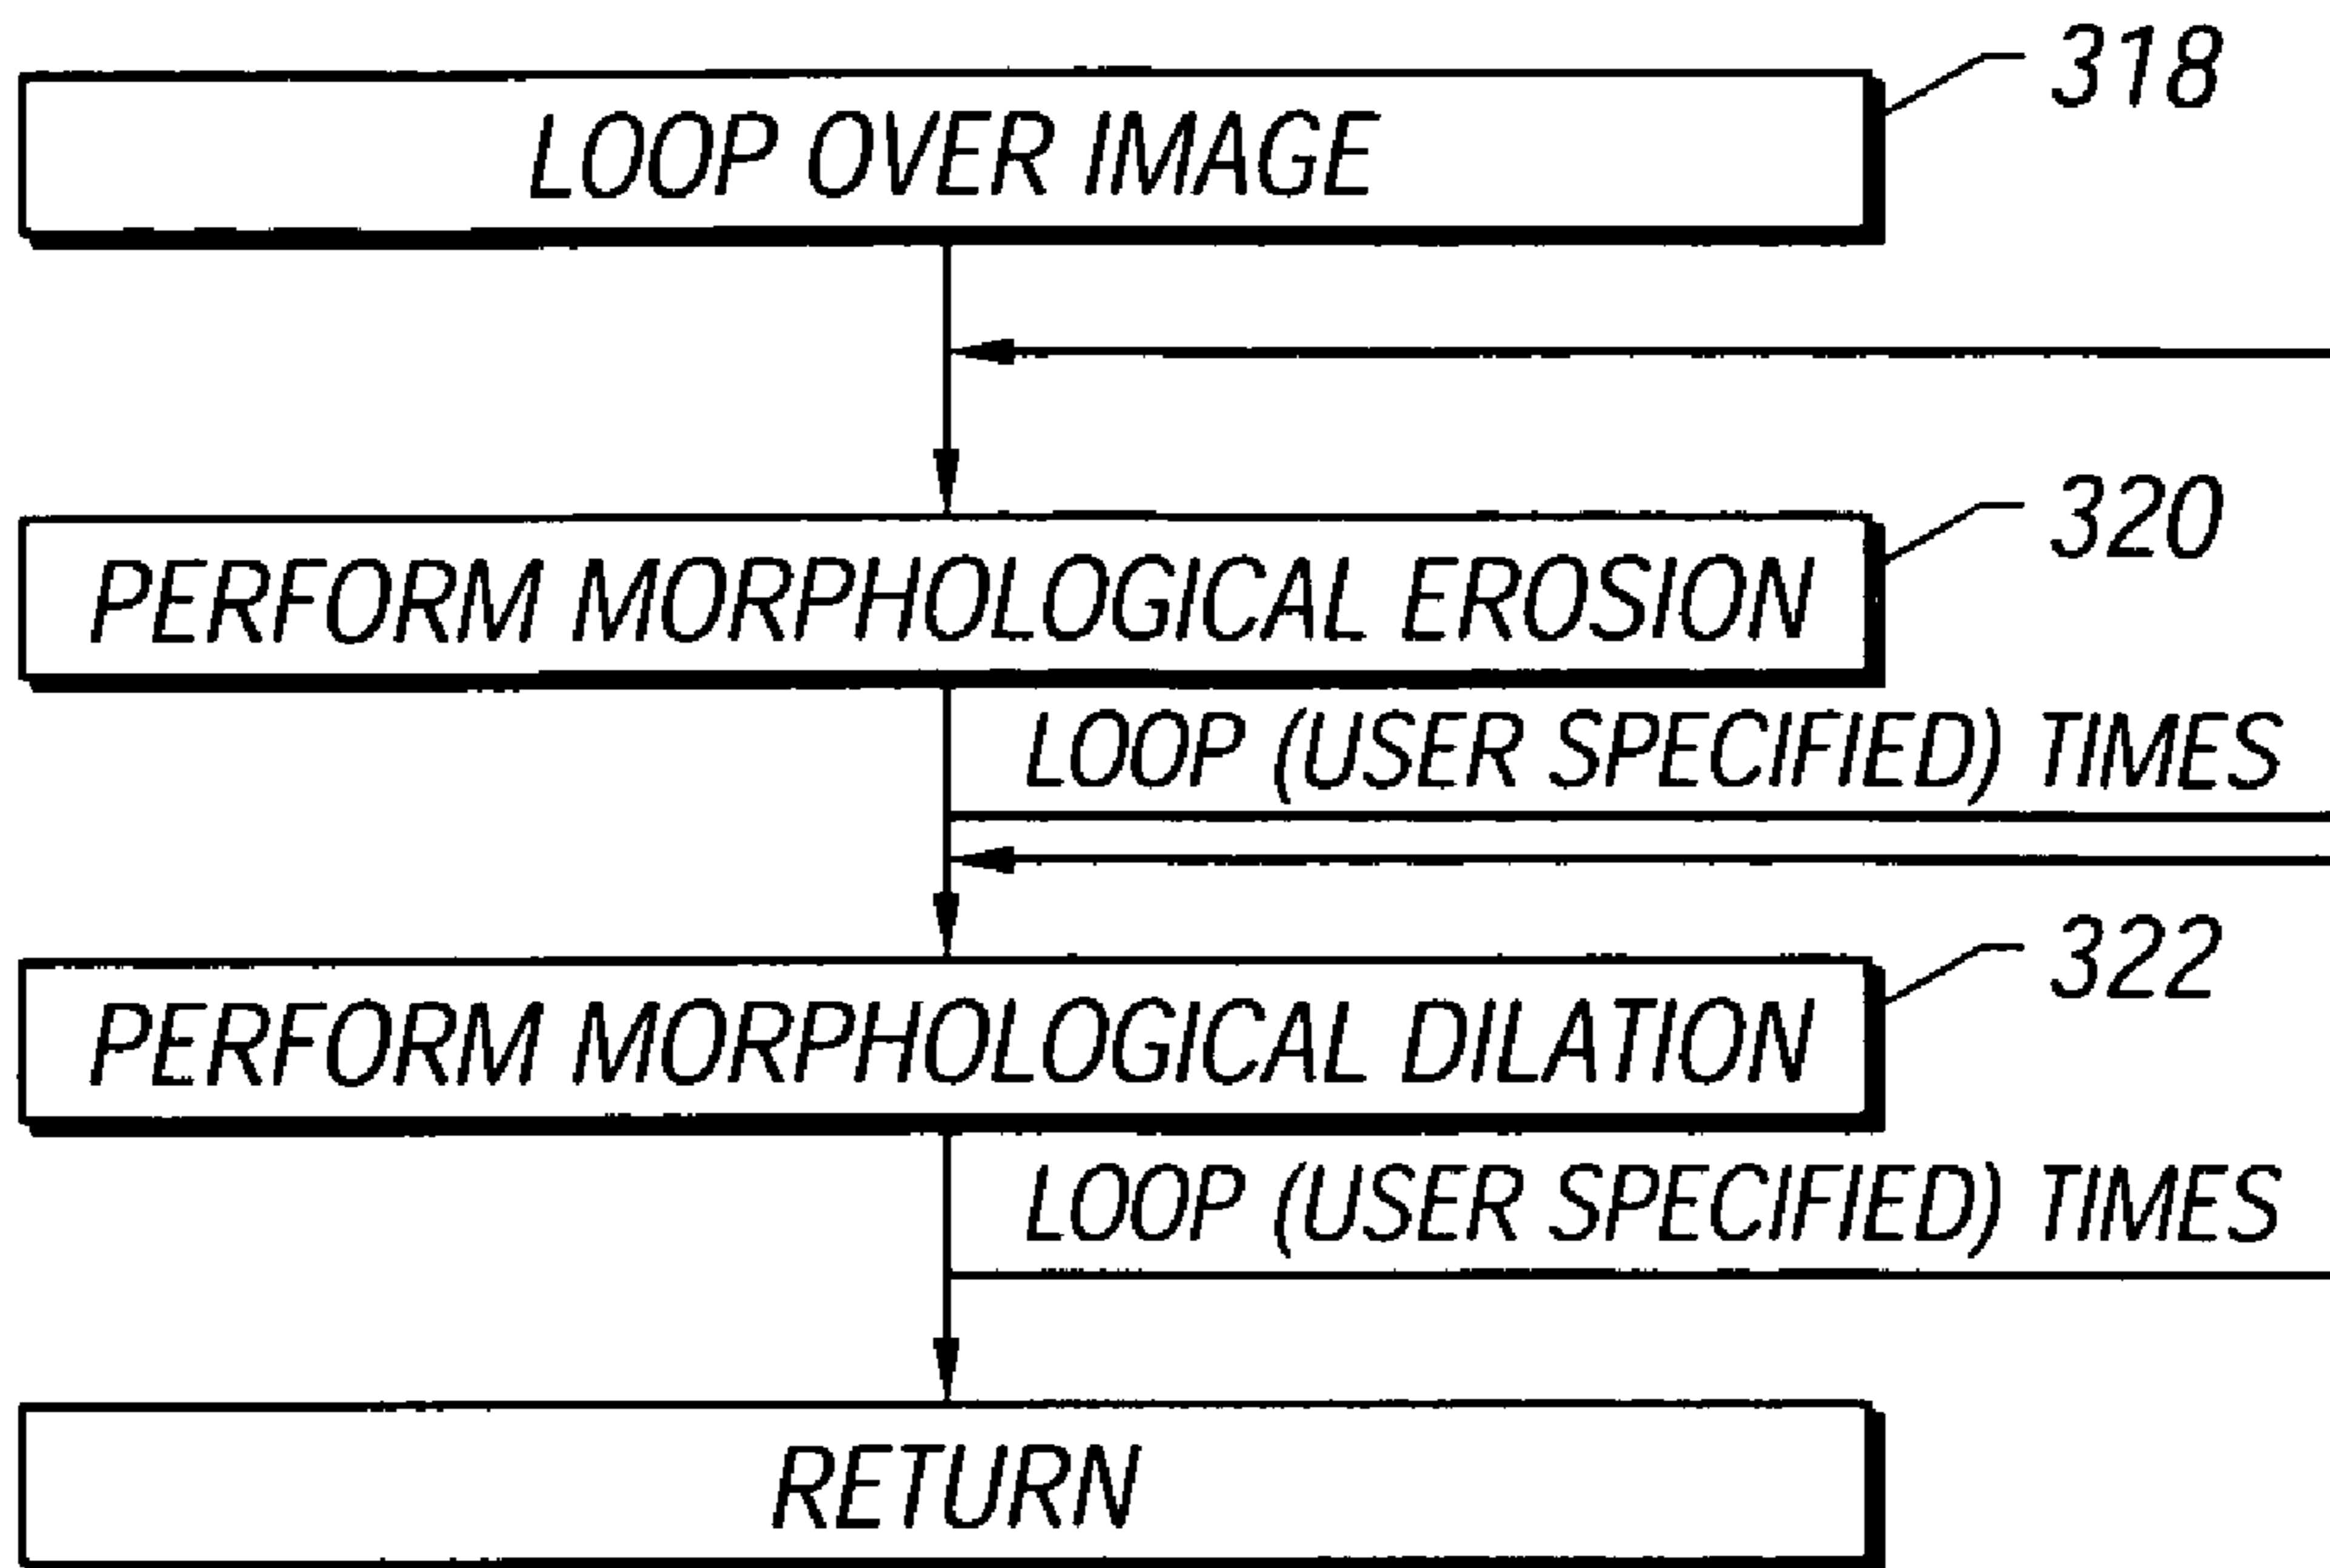 318
LOOP OVER IMAGE
320
PERFORM MORPHOLOGICAL EROSION
LOOP (USER SPECIFIED) TIMES
322
PERFORM MORPHOLOGICAL DILATION
LOOP (USER SPECIFIED) TIMES
RETURN